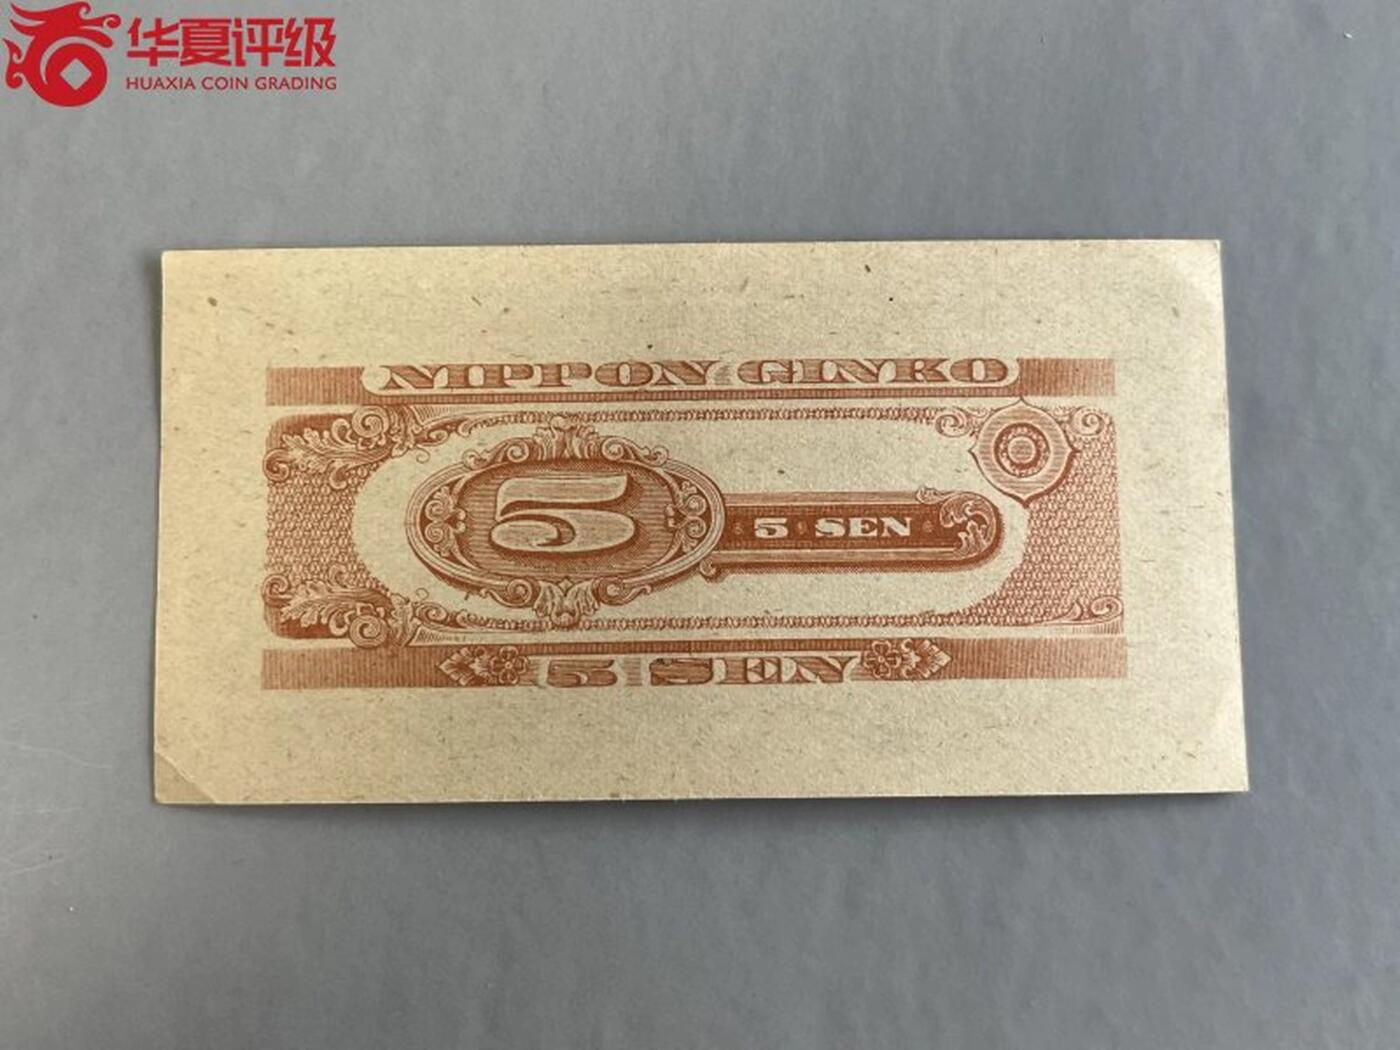 华夏评级
HUAXIA COIN GRADING
NIPPON GINKO
5
5 SEN
5 SEN